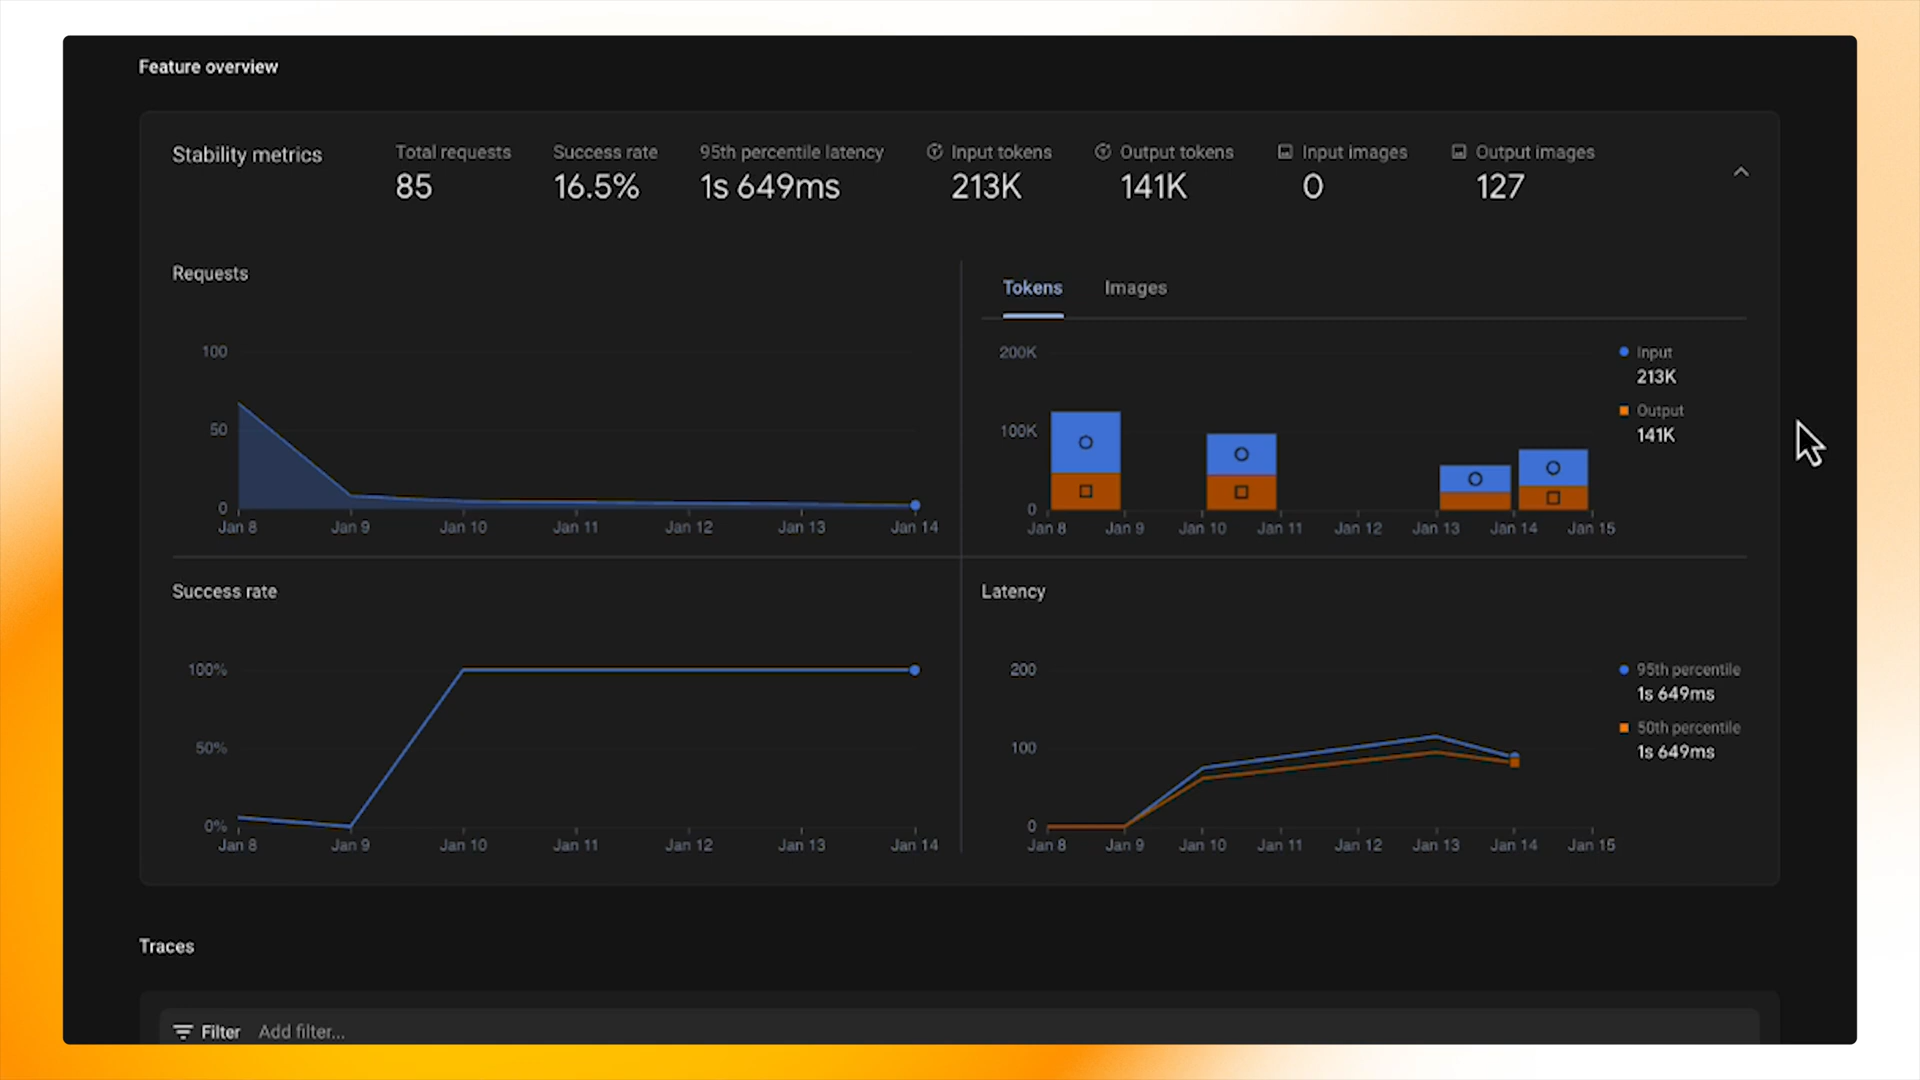 Feature overview
Stability metrics
Total requests
85
Success rate
16.5%
95th percentile latency
1s 649ms
Input tokens
213K
Output tokens
141K
Input images
0
Output images
127
Requests
100
50
0
Jan 8 Jan 9 Jan 10 Jan 11 Jan 12 Jan 13 Jan 14
Tokens Images
200K
100K
0
Jan 8 Jan 9 Jan 10 Jan 11 Jan 12 Jan 13 Jan 14 Jan 15
Input
213K
Output
141K
Success rate
100%
50%
0%
Jan 8 Jan 9 Jan 10 Jan 11 Jan 12 Jan 13 Jan 14
Latency
200
100
0
Jan 8 Jan 9 Jan 10 Jan 11 Jan 12 Jan 13 Jan 14 Jan 15
95th percentile
1s 649ms
50th percentile
1s 649ms
Traces
Filter Add filter...